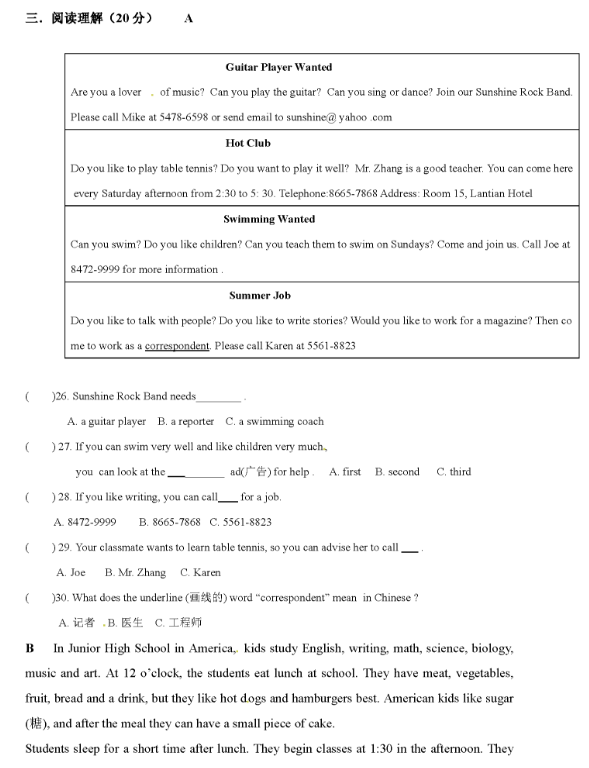 三．阅读理解（20 分） A
Guitar Player Wanted
Are you a lover of music? Can you play the guitar? Can you sing or dance? Join our Sunshine Rock Band.
Please call Mike at 5478-6598 or send email to sunshine@ yahoo .com
Hot Club
Do you like to play table tennis? Do you want to play it well? Mr. Zhang is a good teacher. You can come here
every Saturday afternoon from 2:30 to 5: 30. Telephone:8665-7868 Address: Room 15, Lantian Hotel
Swimming Wanted
Can you swim? Do you like children? Can you teach them to swim on Sundays? Come and join us. Call Joe at
8472-9999 for more information .
Summer Job
Do you like to talk with people? Do you like to write stories? Would you like to work for a magazine? Then co
me to work as a correspondent. Please call Karen at 5561-8823
( )26. Sunshine Rock Band needs________ .
A. a guitar player B. a reporter C. a swimming coach
( ) 27. If you can swim very well and like children very much,
you can look at the __________ ad(广告) for help . A. first B. second C. third
( ) 28. If you like writing, you can call____ for a job.
A. 8472-9999 B. 8665-7868 C. 5561-8823
( ) 29. Your classmate wants to learn table tennis, so you can advise her to call ___ .
A. Joe B. Mr. Zhang C. Karen
( )30. What does the underline (画线的) word “correspondent” mean in Chinese ?
A. 记者 B. 医生 C. 工程师
B In Junior High School in America, kids study English, writing, math, science, biology,
music and art. At 12 o’clock, the students eat lunch at school. They have meat, vegetables,
fruit, bread and a drink, but they like hot dogs and hamburgers best. American kids like sugar
(糖), and after the meal they can have a small piece of cake.
Students sleep for a short time after lunch. They begin classes at 1:30 in the afternoon. They